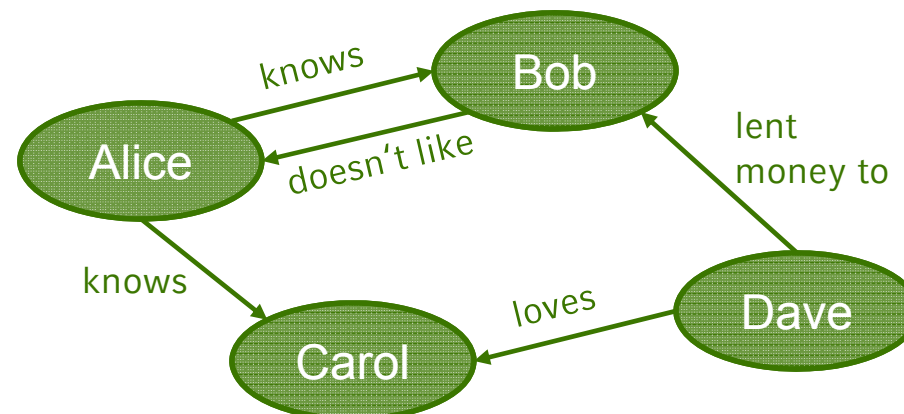 knows
Bob
lent
money to
Alice
doesn‘t like
knows
loves
Dave
Carol